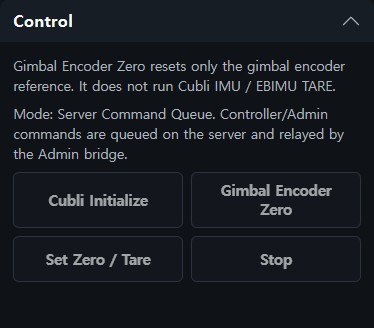 Control
Gimbal Encoder Zero resets only the gimbal encoder
reference. It does not run Cubli IMU / EBIMU TARE.
Mode: Server Command Queue. Controller/Admin
commands are queued on the server and relayed by
the Admin bridge.
Cubli Initialize
Gimbal Encoder
Zero
Set Zero / Tare
Stop